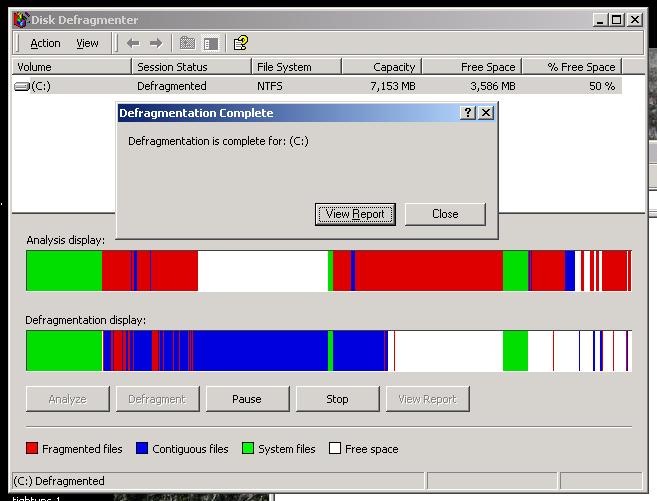 Disk Defragmenter
Action View
Volume Session Status File System Capacity Free Space % Free Space
(C:) Defragmented NTFS 7,153 MB 3,586 MB 50 %
Defragmentation Complete
Defragmentation is complete for: (C:)
View Report Close
Analysis display:
Defragmentation display:
Analyze Defragment Pause Stop View Report
Fragmented files Contiguous files System files Free space
(C:) Defragmented